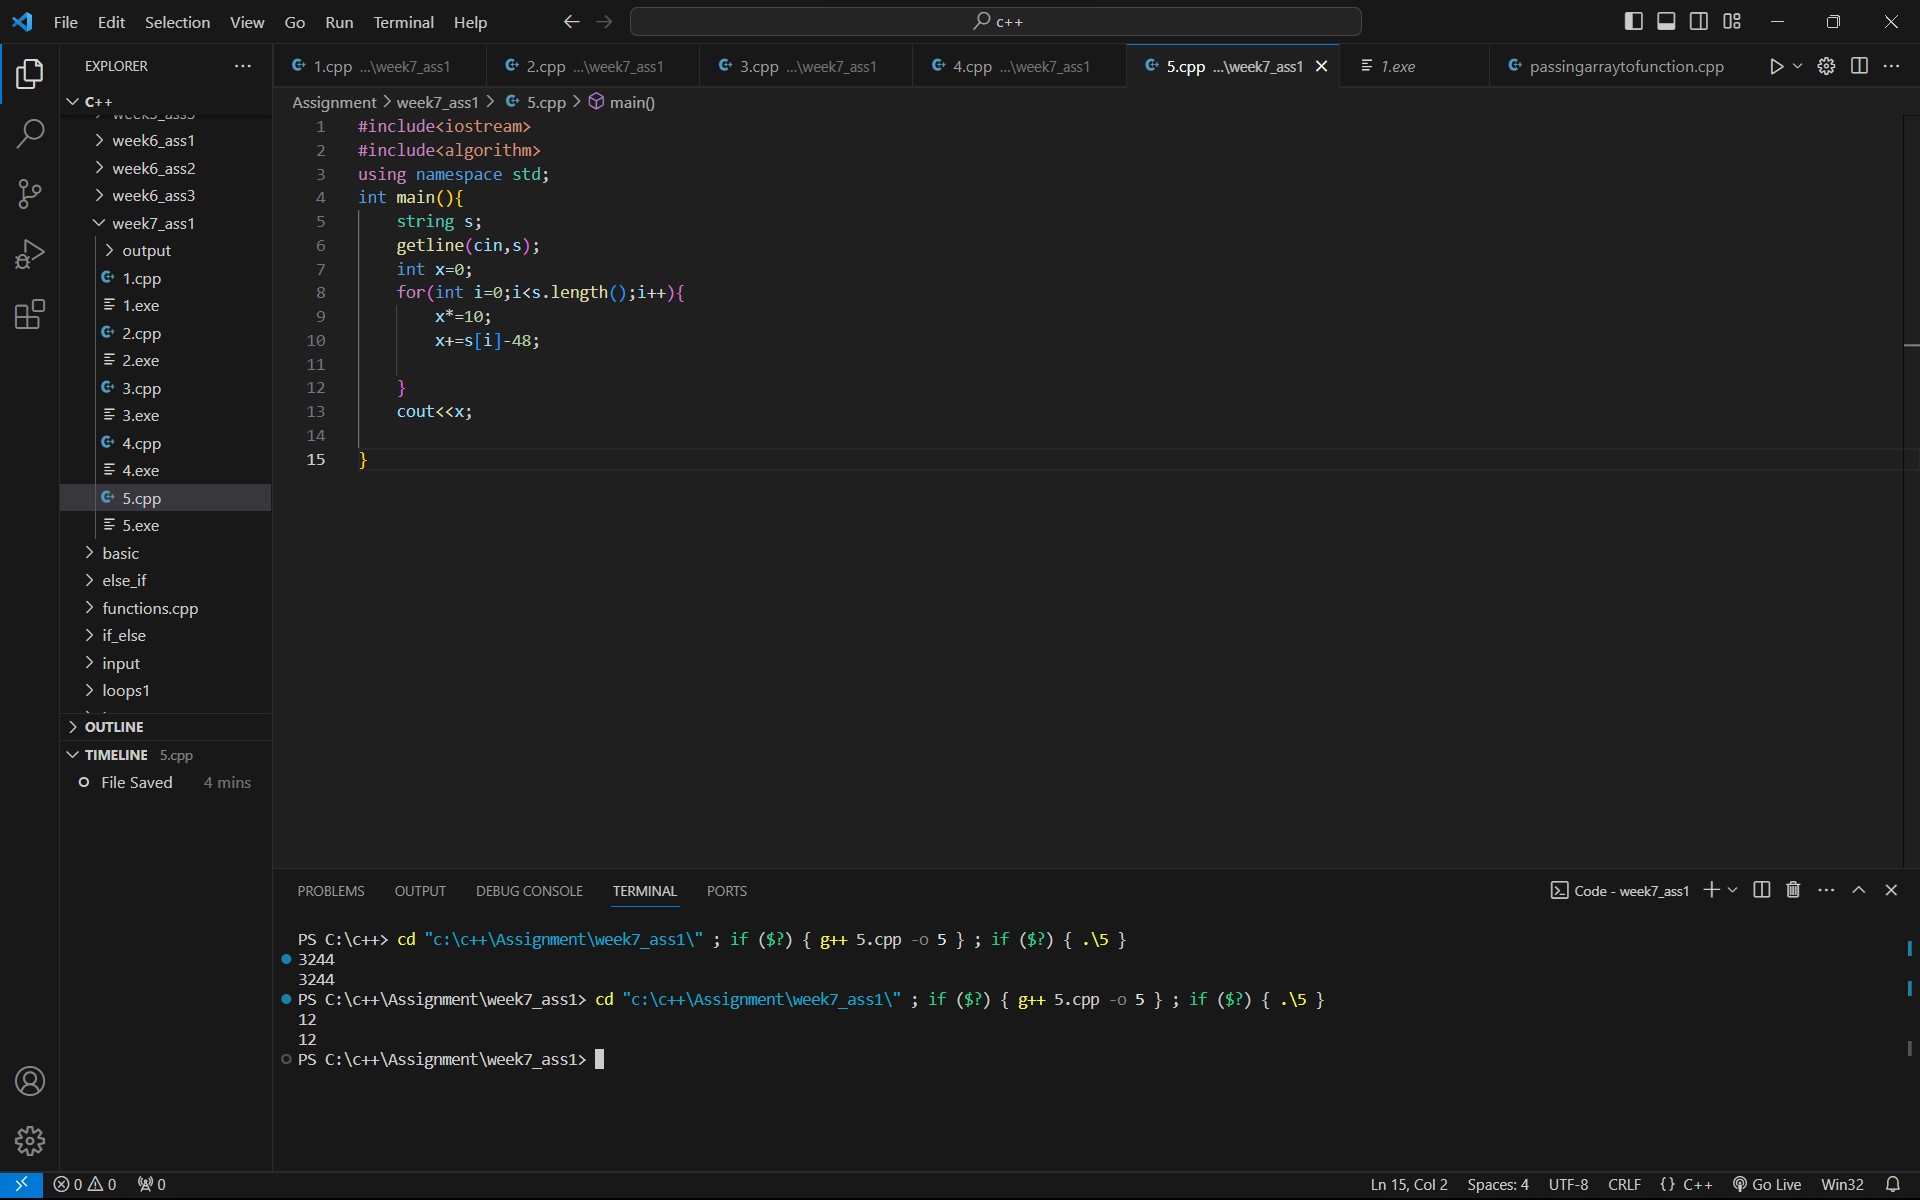 File Edit Selection View Go Run Terminal Help
c++
EXPLORER
C++
week6_ass1
week6_ass2
week6_ass3
week7_ass1
output
1.cpp
1.exe
2.cpp
2.exe
3.cpp
3.exe
4.cpp
4.exe
5.cpp
5.exe
basic
else_if
functions.cpp
if_else
input
loops1
OUTLINE
TIMELINE 5.cpp
File Saved 4 mins
1.cpp ...\week7_ass1 2.cpp ...\week7_ass1 3.cpp ...\week7_ass1 4.cpp ...\week7_ass1 5.cpp ...\week7_ass1 1.exe passingarraytofunction.cpp
Assignment > week7_ass1 > 5.cpp > main()
1 #include<iostream>
2 #include<algorithm>
3 using namespace std;
4 int main(){
5 string s;
6 getline(cin,s);
7 int x=0;
8 for(int i=0;i<s.length();i++){
9 x*=10;
10 x+=s[i]-48;
11
12 }
13 cout<<x;
14
15 }
PROBLEMS OUTPUT DEBUG CONSOLE TERMINAL PORTS
Code - week7_ass1
PS C:\c++> cd "c:\c++\Assignment\week7_ass1\" ; if ($?) { g++ 5.cpp -o 5 } ; if ($?) { .\5 }
3244
3244
PS C:\c++\Assignment\week7_ass1> cd "c:\c++\Assignment\week7_ass1\" ; if ($?) { g++ 5.cpp -o 5 } ; if ($?) { .\5 }
12
12
PS C:\c++\Assignment\week7_ass1>
0 0 0 Ln 15, Col 2 Spaces: 4 UTF-8 CRLF {} C++ Go Live Win32